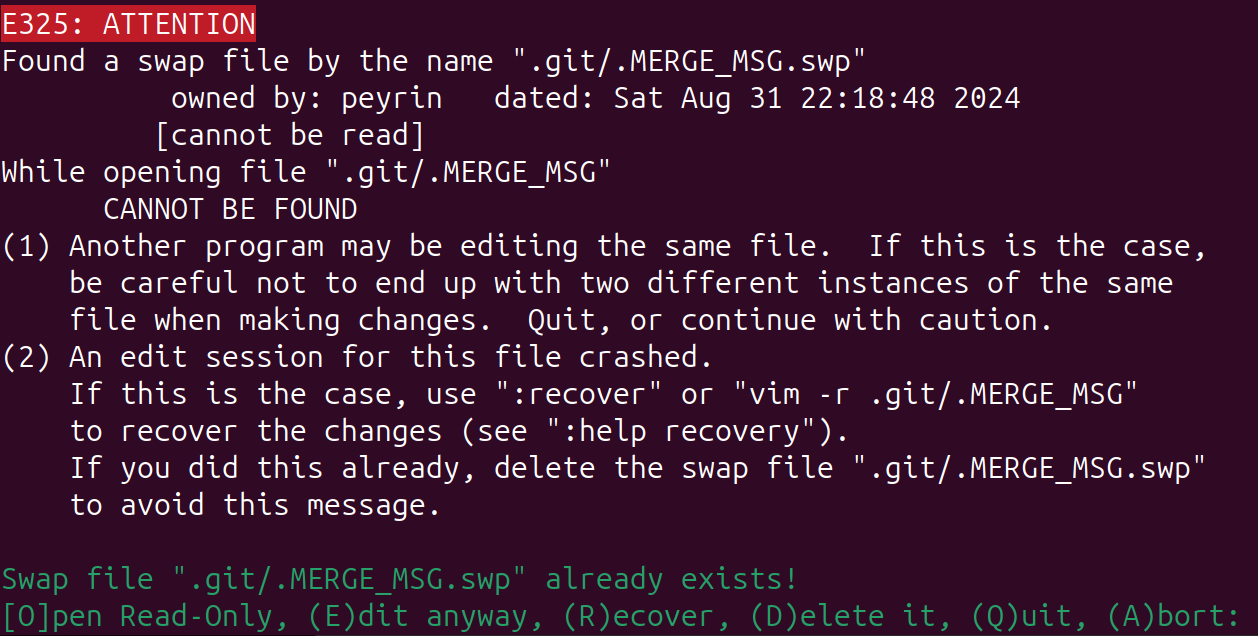 E325: ATTENTION
Found a swap file by the name ".git/.MERGE_MSG.swp"
          owned by: peyrin   dated: Sat Aug 31 22:18:48 2024
         [cannot be read]
While opening file ".git/.MERGE_MSG"
      CANNOT BE FOUND
(1) Another program may be editing the same file.  If this is the case,
    be careful not to end up with two different instances of the same
    file when making changes.  Quit, or continue with caution.
(2) An edit session for this file crashed.
    If this is the case, use ":recover" or "vim -r .git/.MERGE_MSG"
    to recover the changes (see ":help recovery").
    If you did this already, delete the swap file ".git/.MERGE_MSG.swp"
    to avoid this message.

Swap file ".git/.MERGE_MSG.swp" already exists!
[O]pen Read-Only, (E)dit anyway, (R)ecover, (D)elete it, (Q)uit, (A)bort: